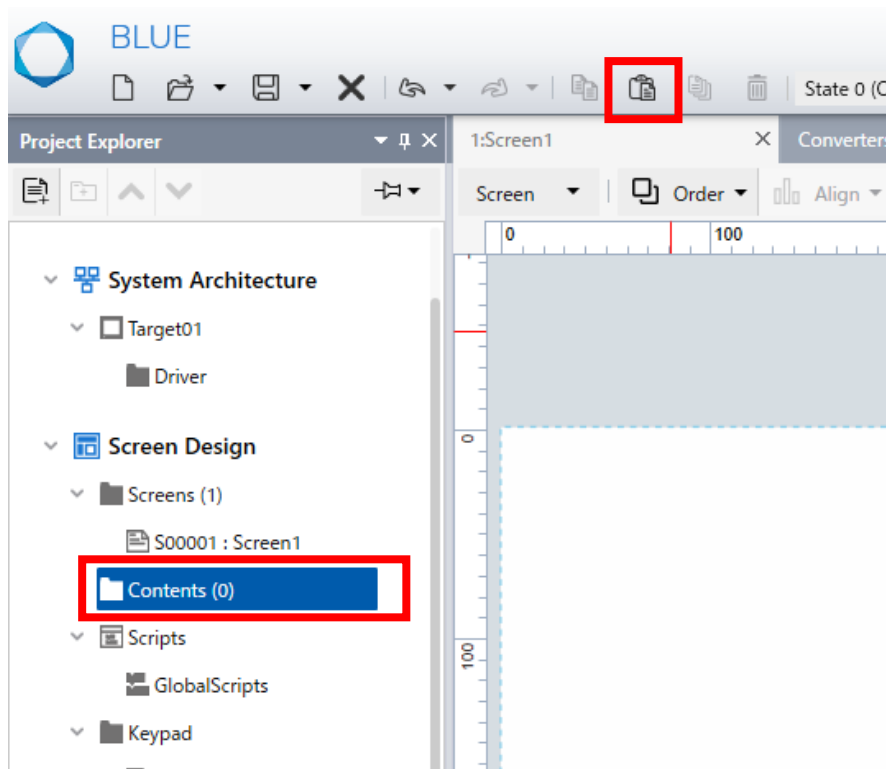 BLUE
State 0 (O
Project Explorer
1:Screen1
Converters
Screen
Order
Align
0
100
System Architecture
Target01
Driver
0
Screen Design
Screens (1)
S00001 : Screen1
Contents (0)
Scripts
100
GlobalScripts
Keypad